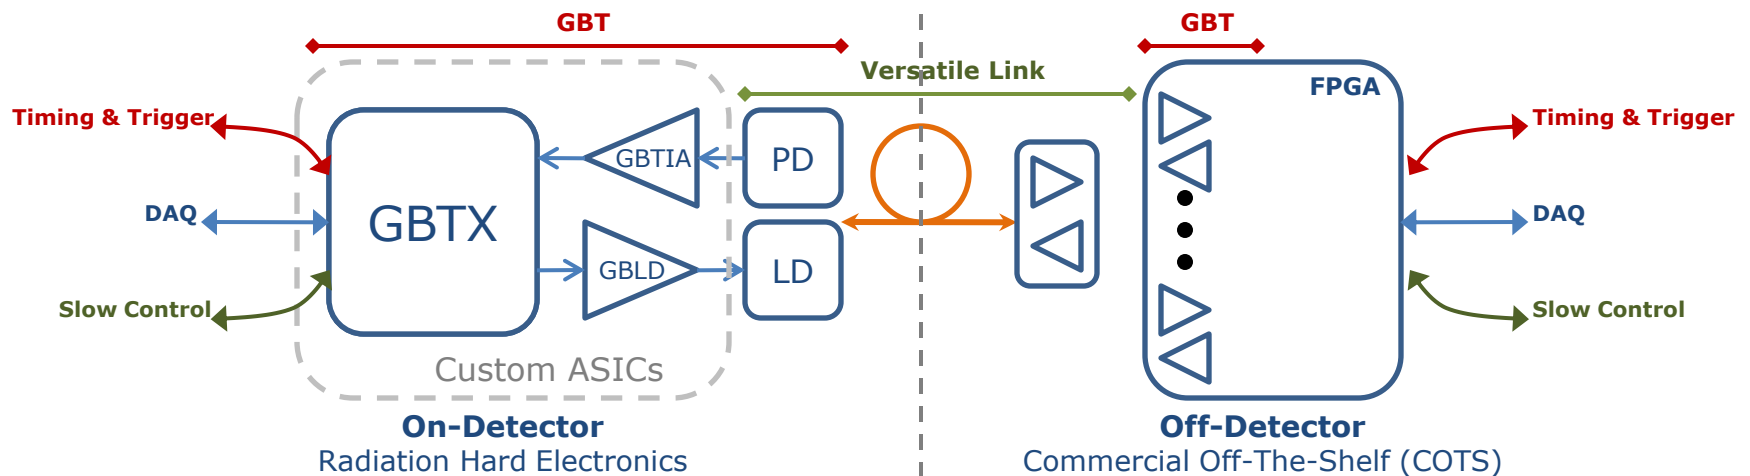 GBT
GBT
Versatile Link
FPGA
Timing & Trigger
Timing & Trigger
GBTIA
PD
DAQ
GBTX
DAQ
GBLD
LD
Slow Control
Slow Control
Custom ASICs
On-Detector
Radiation Hard Electronics
Off-Detector
Commercial Off-The-Shelf (COTS)